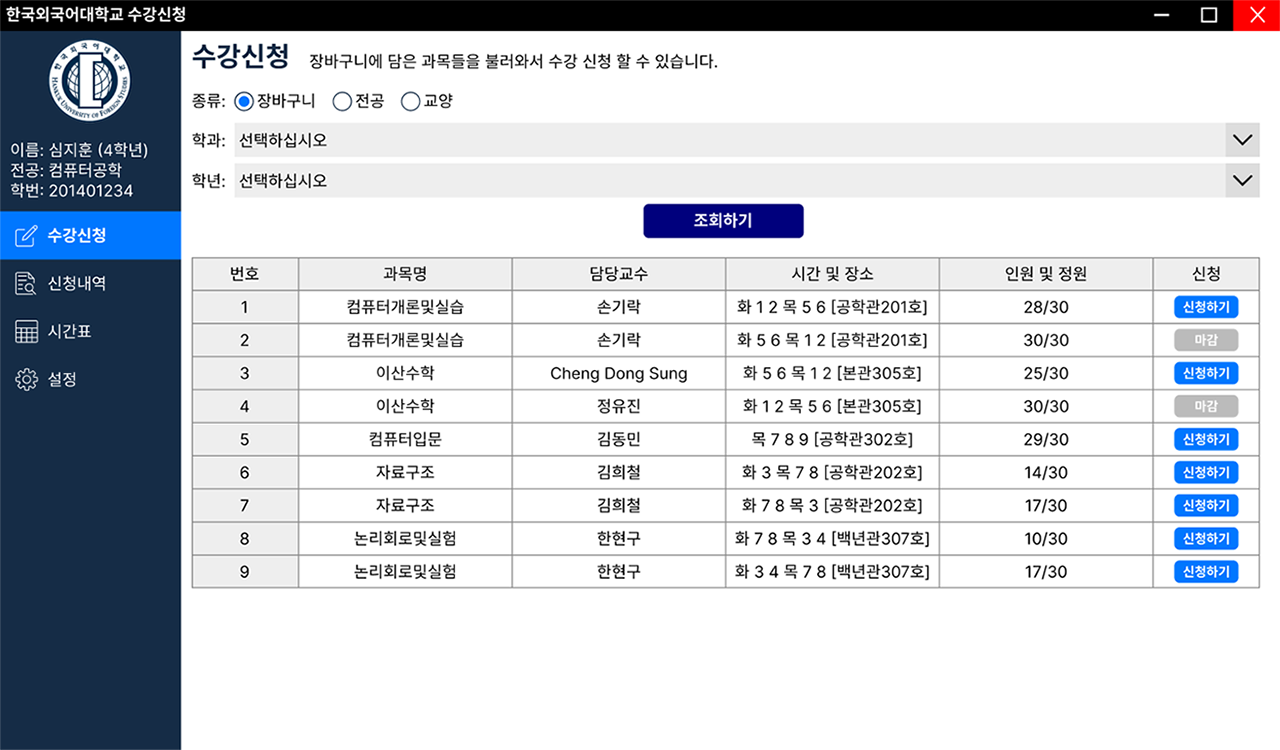 한국외국어대학교 수강신청
한국외국어대학교
HANKUK UNIVERSITY OF FOREIGN STUDIES
이름: 심지훈 (4학년)
전공: 컴퓨터공학
학번: 201401234
수강신청
신청내역
시간표
설정
수강신청 장바구니에 담은 과목들을 불러와서 수강 신청 할 수 있습니다.
종류: 장바구니 전공 교양
학과: 선택하십시오
학년: 선택하십시오
조회하기
번호 과목명 담당교수 시간 및 장소 인원 및 정원 신청
1 컴퓨터개론및실습 손기락 화 1 2 목 5 6 [공학관201호] 28/30 신청하기
2 컴퓨터개론및실습 손기락 화 5 6 목 1 2 [공학관201호] 30/30 마감
3 이산수학 Cheng Dong Sung 화 5 6 목 1 2 [본관305호] 25/30 신청하기
4 이산수학 정유진 화 1 2 목 5 6 [본관305호] 30/30 마감
5 컴퓨터입문 김동민 목 7 8 9 [공학관302호] 29/30 신청하기
6 자료구조 김희철 화 3 목 7 8 [공학관202호] 14/30 신청하기
7 자료구조 김희철 화 7 8 목 3 [공학관202호] 17/30 신청하기
8 논리회로및실험 한현구 화 7 8 목 3 4 [백년관307호] 10/30 신청하기
9 논리회로및실험 한현구 화 3 4 목 7 8 [백년관307호] 17/30 신청하기